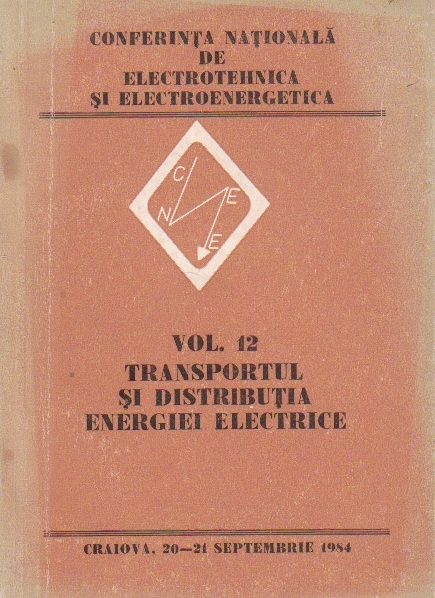 CONFERINȚA NAȚIONALĂ
DE
ELECTROTEHNICA
ȘI ELECTROENERGETICA
C
N E
E
VOL. 12
TRANSPORTUL
ȘI DISTRIBUȚIA
ENERGIEI ELECTRICE
CRAIOVA, 20—21 SEPTEMBRIE 1984